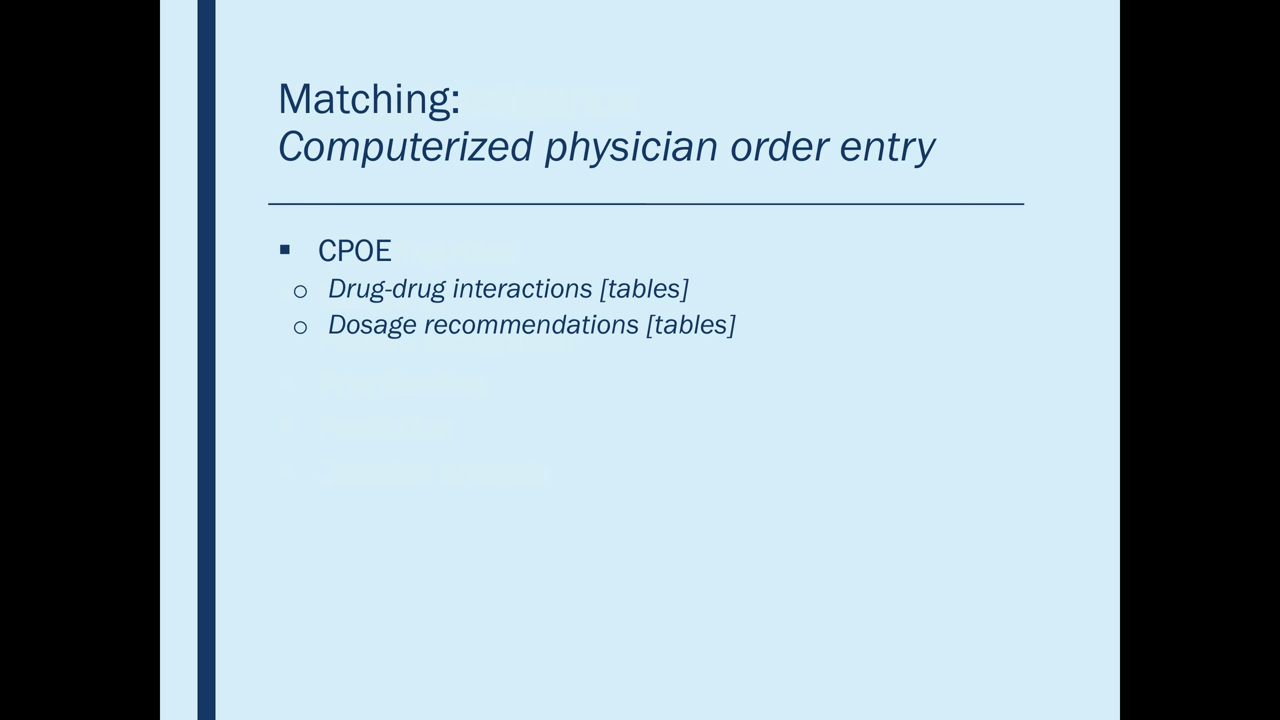 Matching:
Computerized physician order entry
▪ CPOE
o Drug-drug interactions [tables]
o Dosage recommendations [tables]